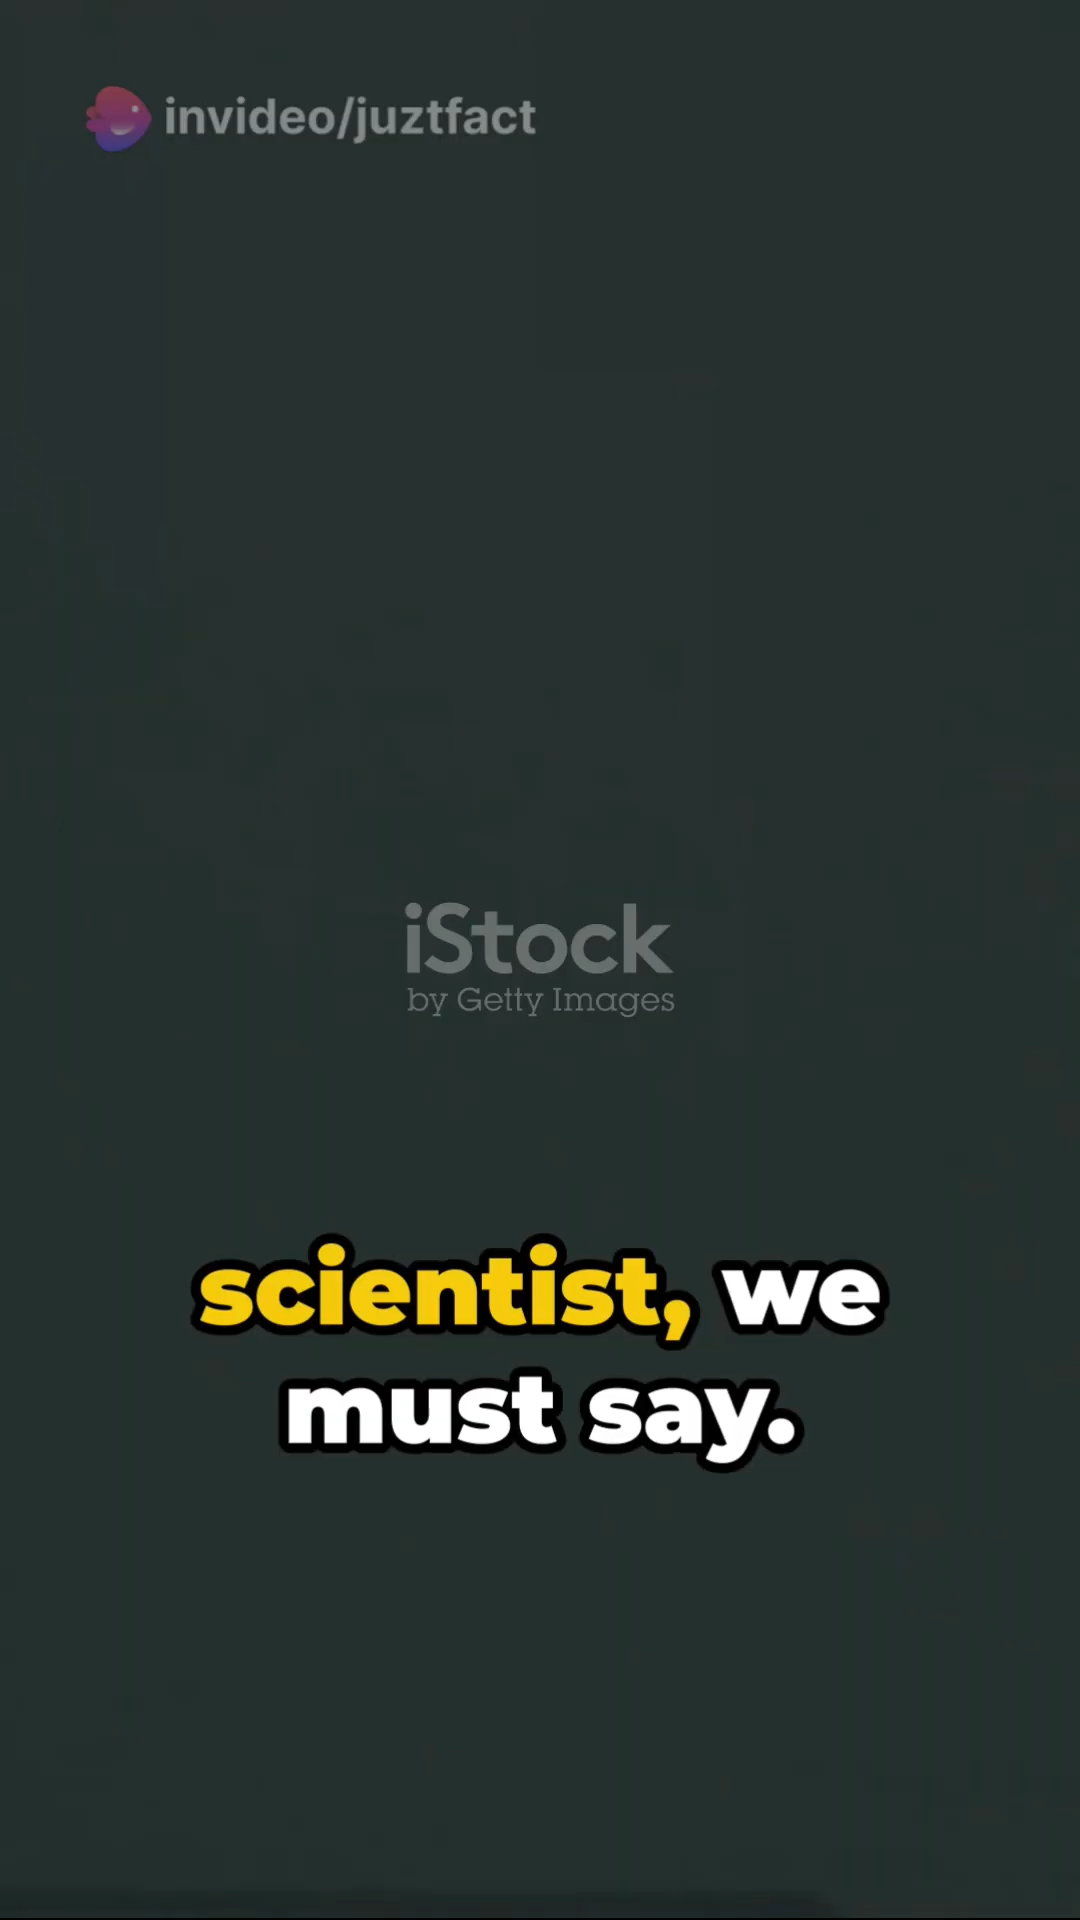 invideo/juztfact
iStock
by Getty Images
scientist, we
must say.